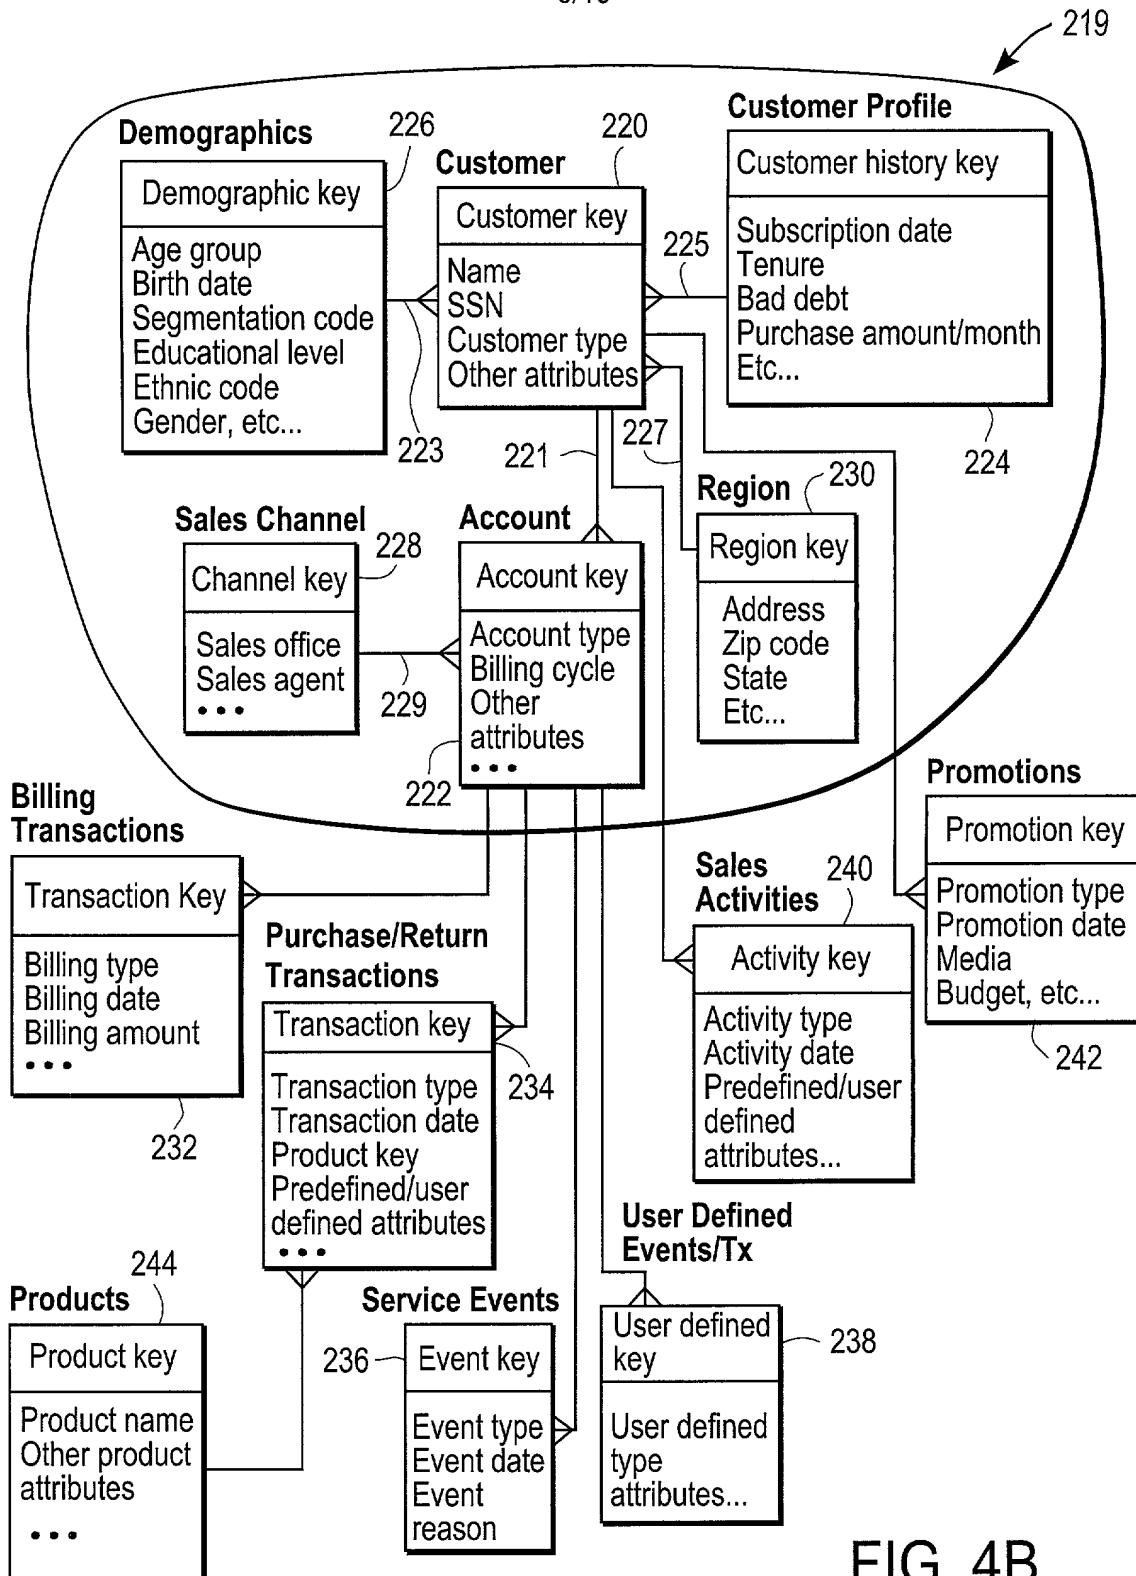 219
Demographics
226
Demographic key
Age group
Birth date
Segmentation code
Educational level
Ethnic code
Gender, etc...
223
220
Customer
Customer key
Name
SSN
Customer type
Other attributes
225
Customer Profile
Customer history key
Subscription date
Tenure
Bad debt
Purchase amount/month
Etc...
224
221
227
Sales Channel
228
Channel key
Sales office
Sales agent
• • •
229
Account
Account key
Account type
Billing cycle
Other
attributes
• • •
222
Region
230
Region key
Address
Zip code
State
Etc...
Billing
Transactions
Transaction Key
Billing type
Billing date
Billing amount
• • •
232
Purchase/Return
Transactions
Transaction key
234
Transaction type
Transaction date
Product key
Predefined/user
defined attributes
• • •
Sales
Activities
240
Activity key
Activity type
Activity date
Predefined/user
defined
attributes...
Promotions
Promotion key
Promotion type
Promotion date
Media
Budget, etc...
242
244
Products
Product key
Product name
Other product
attributes
• • •
Service Events
236
Event key
Event type
Event date
Event
reason
User Defined
Events/Tx
User defined
key
238
User defined
type
attributes...
FIG. 4B